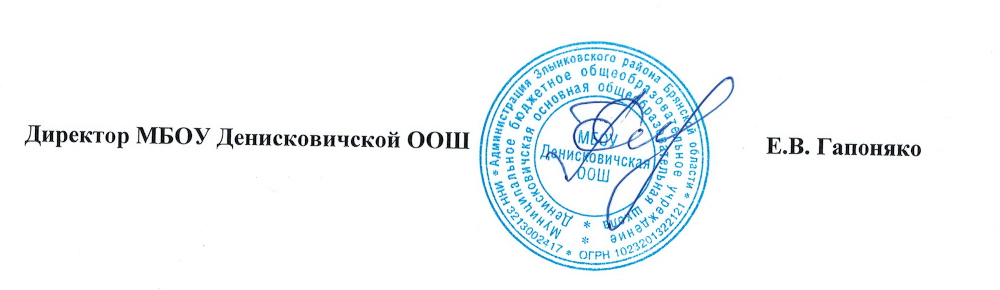 Директор МБОУ Денисковичской ООШ
Е.В. Гапоняко
* Администрация Злынковского района Брянской области *
ИНН 3213002417 * ОГРН 1023201322121
Муниципальное бюджетное общеобразовательное учреждение *
Денисковичская основная общеобразовательная школа *
МБОУ
Денисковичская
ООШ